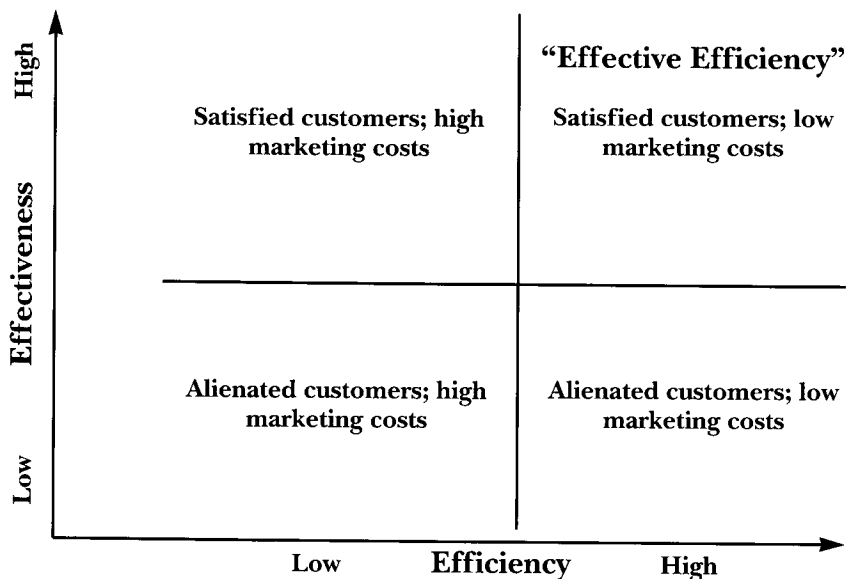 High
“Effective Efficiency”
Satisfied customers; high
marketing costs
Satisfied customers; low
marketing costs
Effectiveness
Alienated customers; high
marketing costs
Alienated customers; low
marketing costs
Low
Low
Efficiency
High